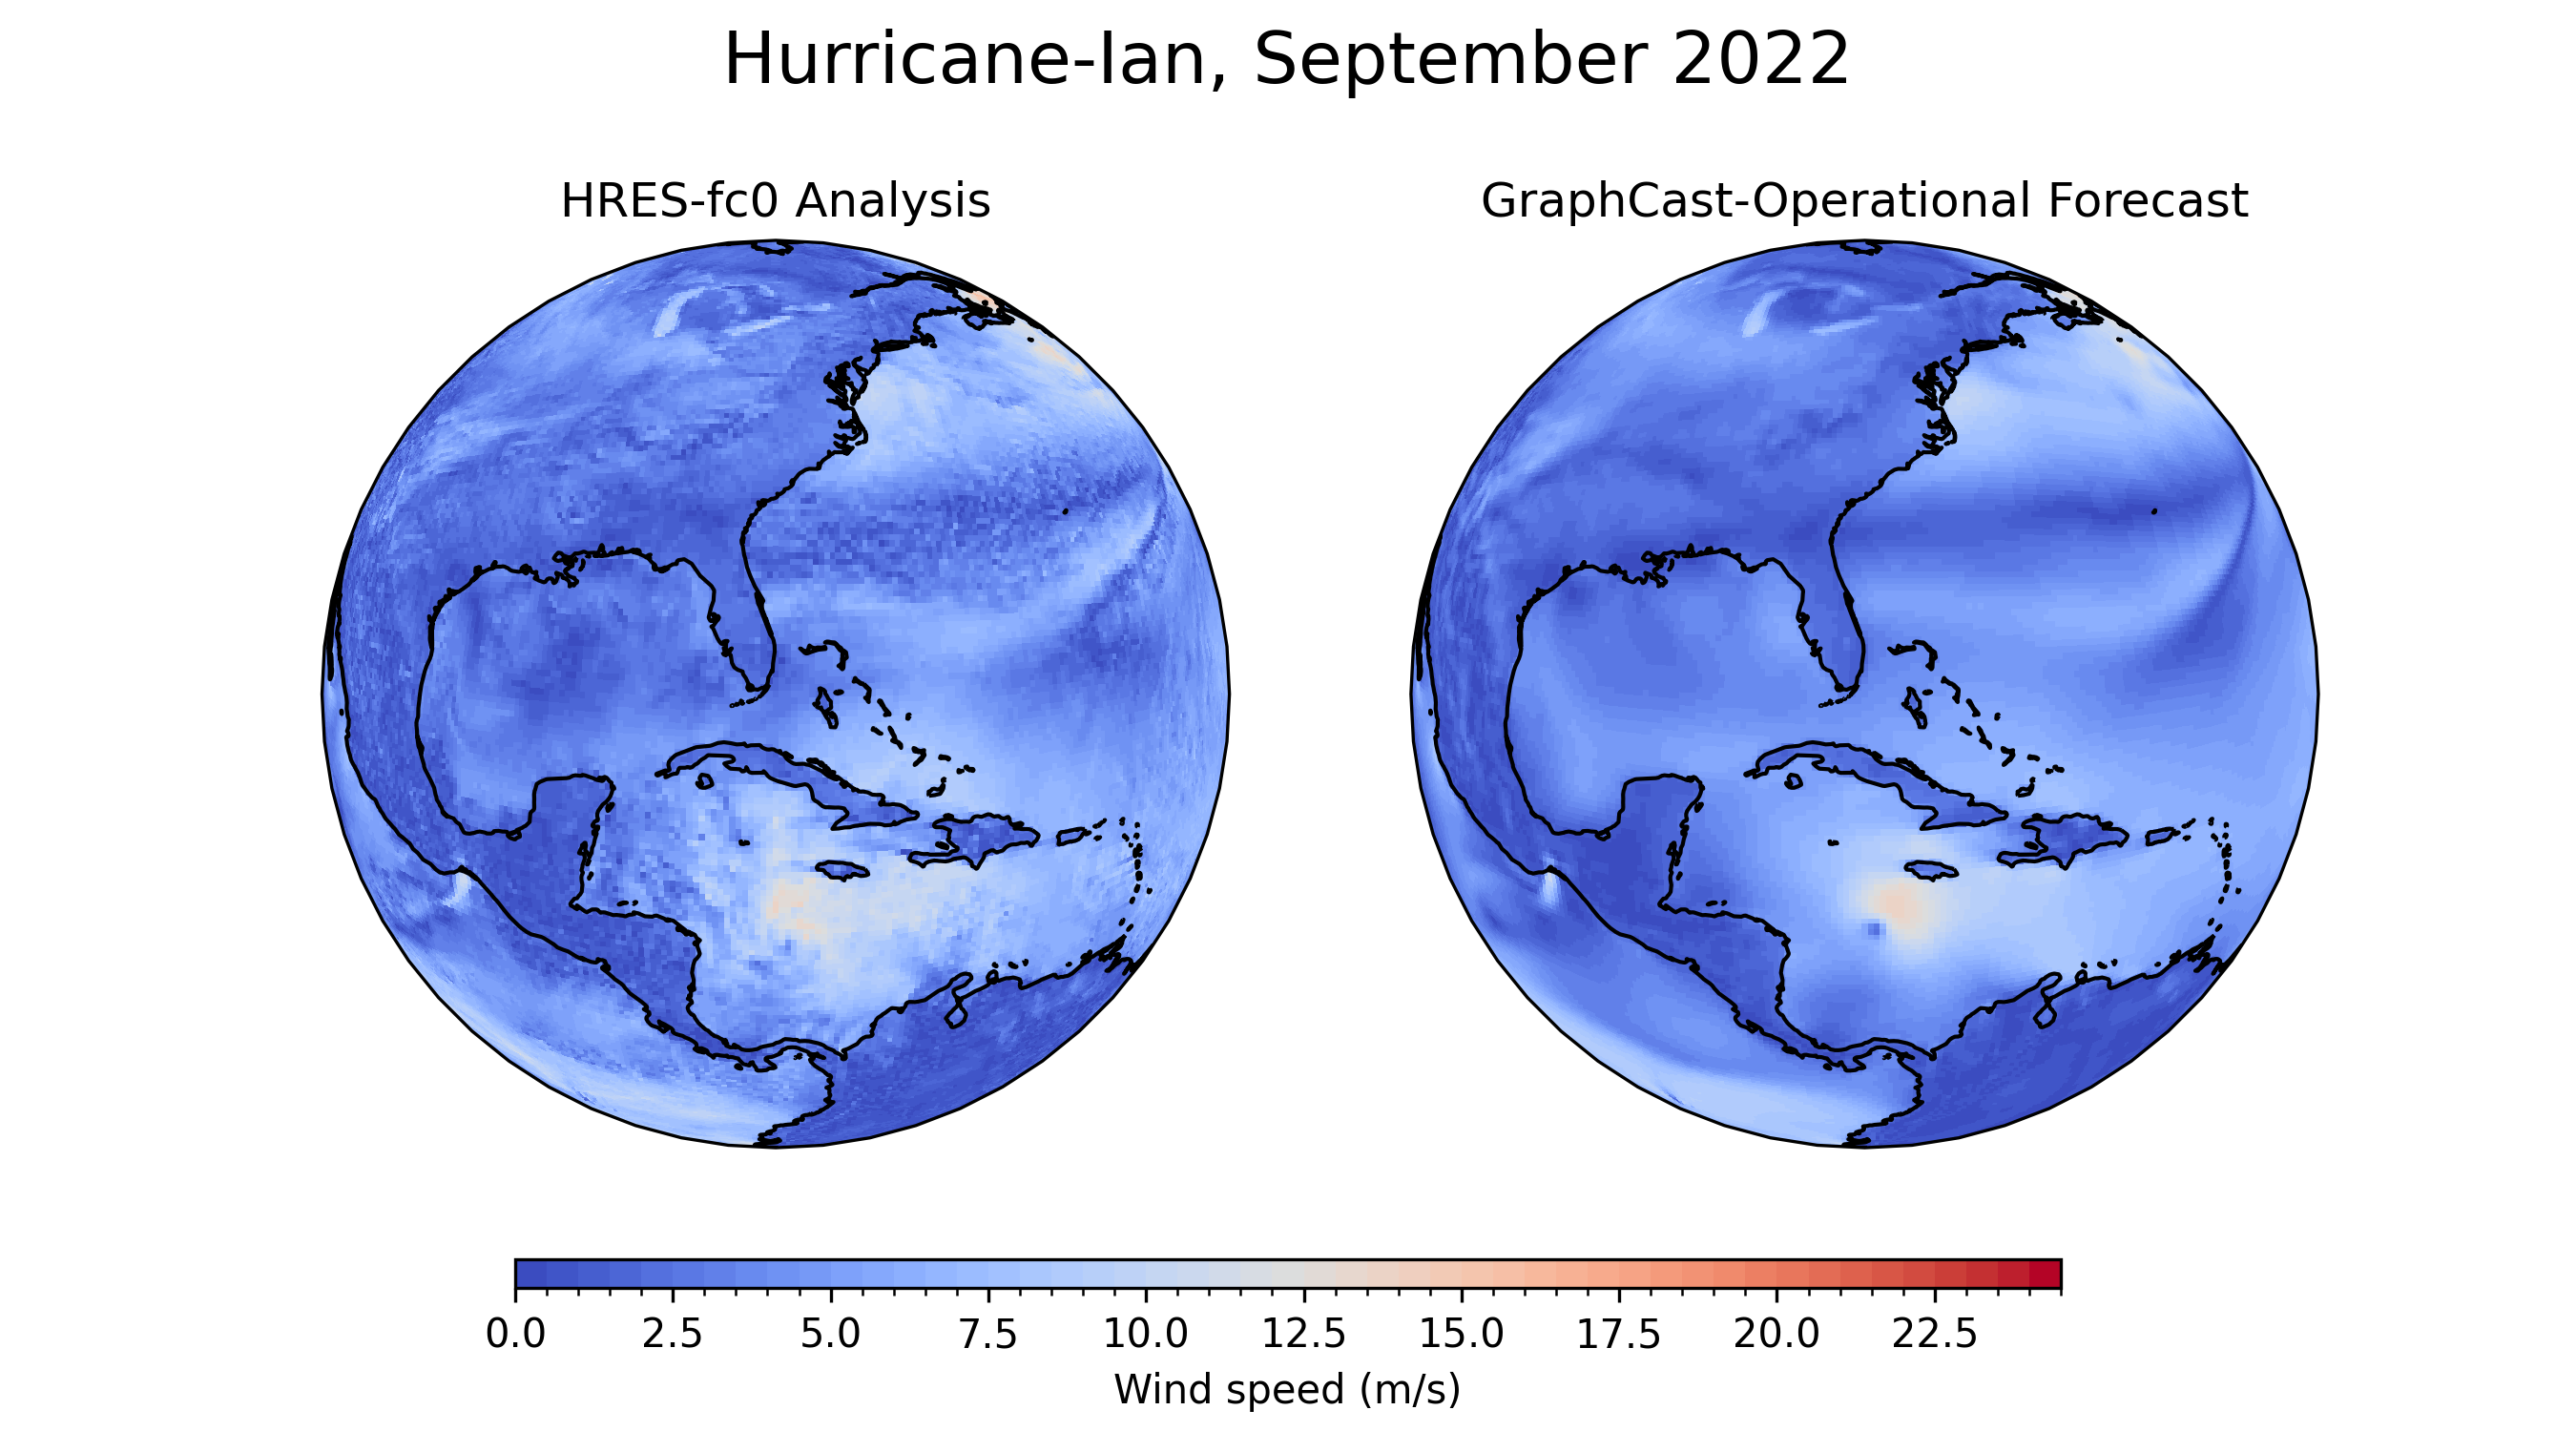 Hurricane-Ian, September 2022
HRES-fc0 Analysis
GraphCast-Operational Forecast
0.0 2.5 5.0 7.5 10.0 12.5 15.0 17.5 20.0 22.5
Wind speed (m/s)